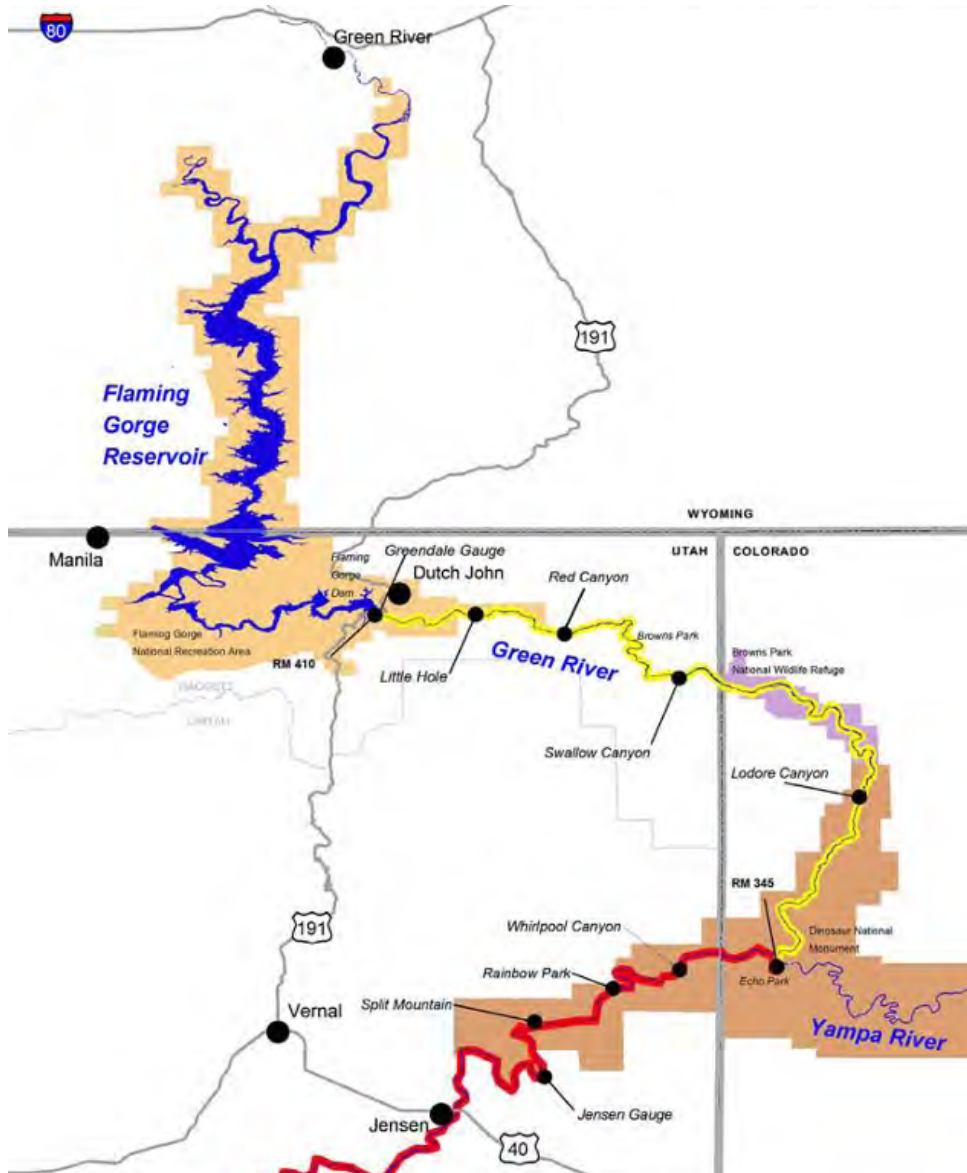 80
Green River
191
Flaming
Gorge
Reservoir
WYOMING
Manila
UTAH
COLORADO
Greendale Gauge
Flaming
Gorge
Dam
Dutch John
Red Canyon
Flaming Gorge
National Recreation Area
RM 410
Little Hole
Green River
Browns Park
Browns Park
National Wildlife Refuge
DAGGETT
UINTAH
Swallow Canyon
Lodore Canyon
RM 345
191
Whirlpool Canyon
Dinosaur National
Monument
Rainbow Park
Echo Park
Split Mountain
Vernal
Yampa River
Jensen Gauge
Jensen
40